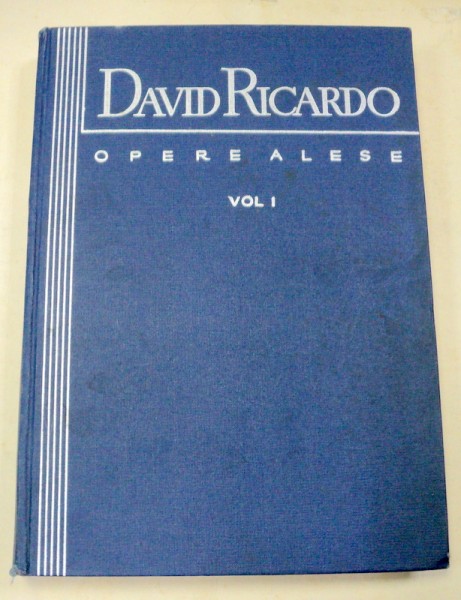 DAVID RICARDO
OPERE ALESE
VOL I